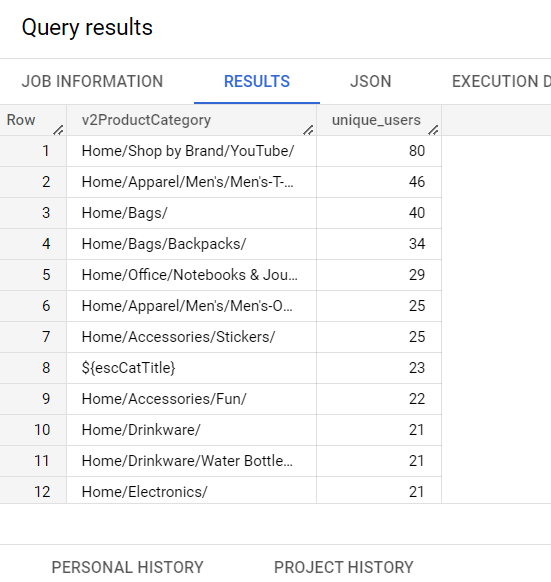 Query results
JOB INFORMATION RESULTS JSON EXECUTION D
Row v2ProductCategory unique_users
1 Home/Shop by Brand/YouTube/ 80
2 Home/Apparel/Men's/Men's-T-... 46
3 Home/Bags/ 40
4 Home/Bags/Backpacks/ 34
5 Home/Office/Notebooks & Jou... 29
6 Home/Apparel/Men's/Men's-O... 25
7 Home/Accessories/Stickers/ 25
8 ${escCatTitle} 23
9 Home/Accessories/Fun/ 22
10 Home/Drinkware/ 21
11 Home/Drinkware/Water Bottle... 21
12 Home/Electronics/ 21
PERSONAL HISTORY PROJECT HISTORY